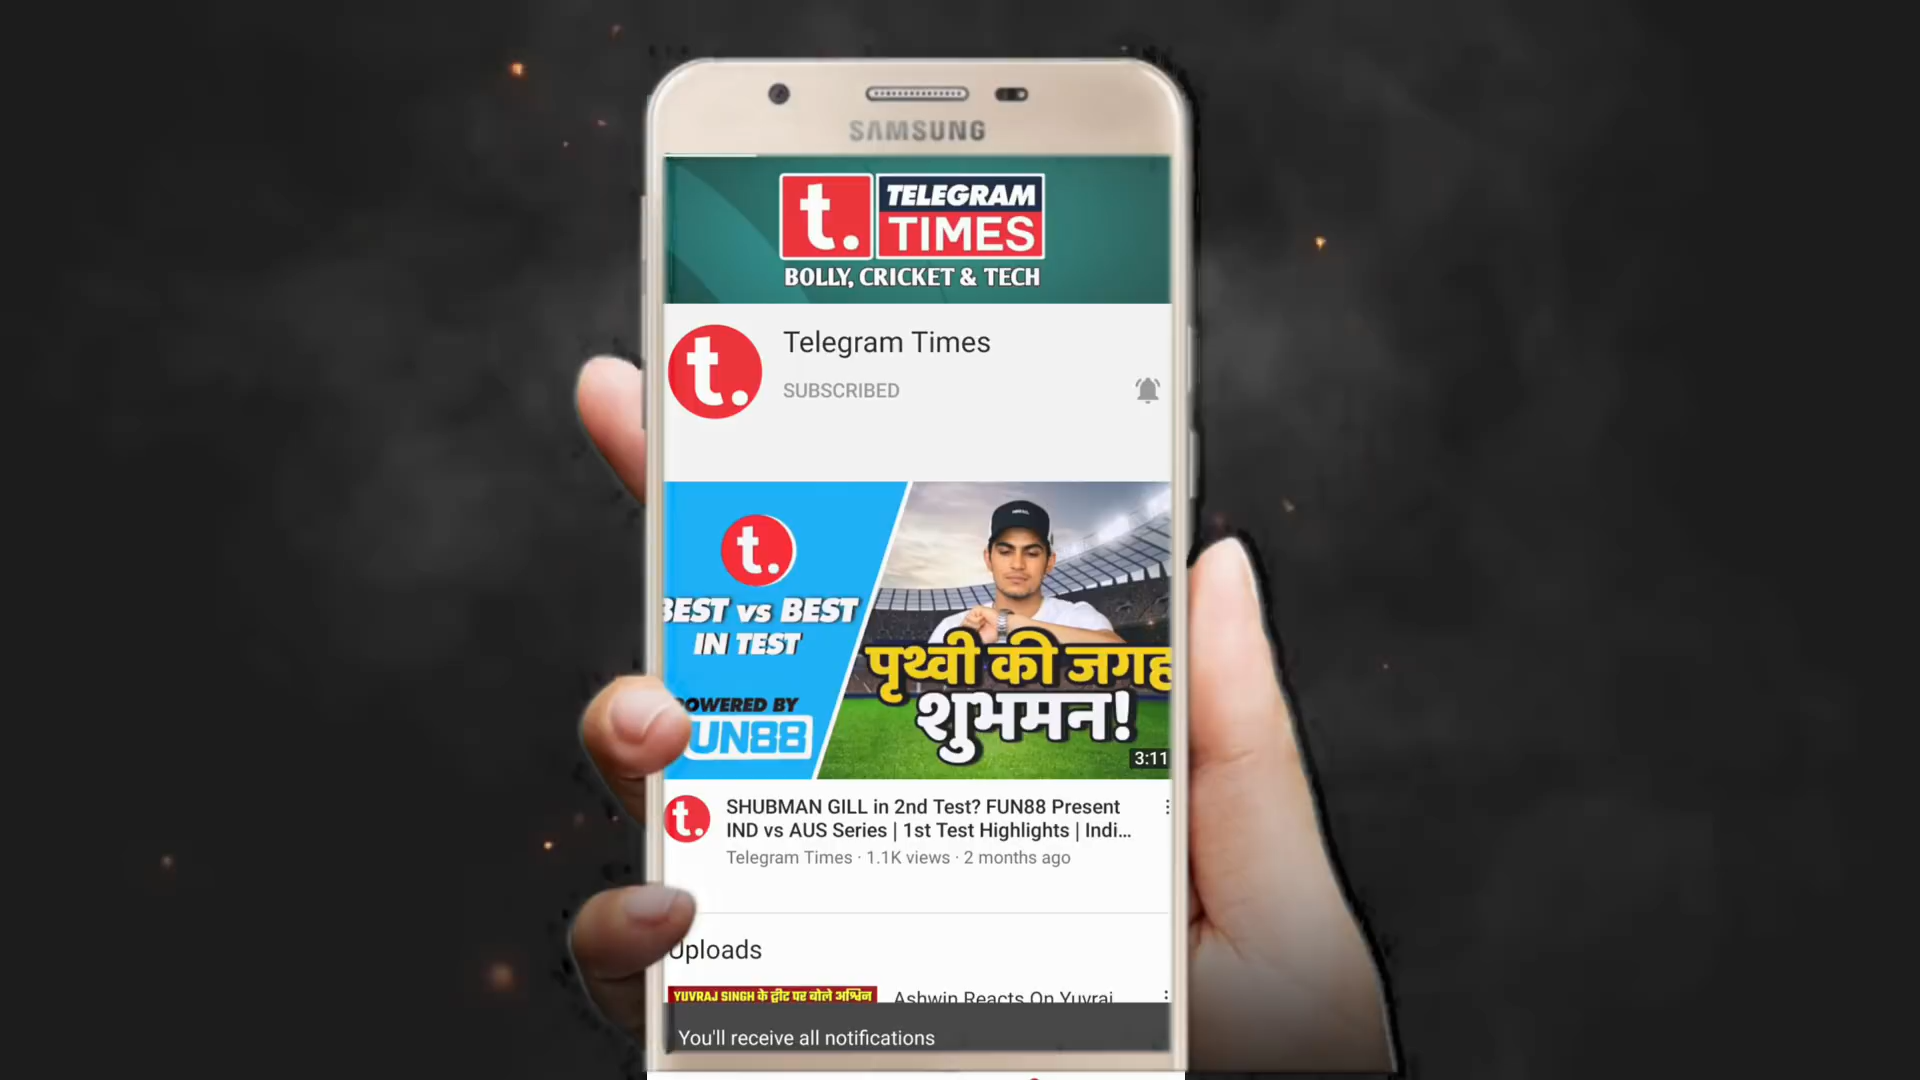 SAMSUNG
t.
TELEGRAM
TIMES
BOLLY, CRICKET & TECH
t.
Telegram Times
SUBSCRIBED
t.
BEST vs BEST
IN TEST
POWERED BY
FUN88
पृथ्वी की जगह
शुभमन!
3:11
t.
SHUBMAN GILL in 2nd Test? FUN88 Present
IND vs AUS Series | 1st Test Highlights | Indi...
Telegram Times · 1.1K views · 2 months ago
Uploads
YUVRAJ SINGH के ट्वीट पर बोले अश्विन
Ashwin Reacts On Yuvraj
You'll receive all notifications